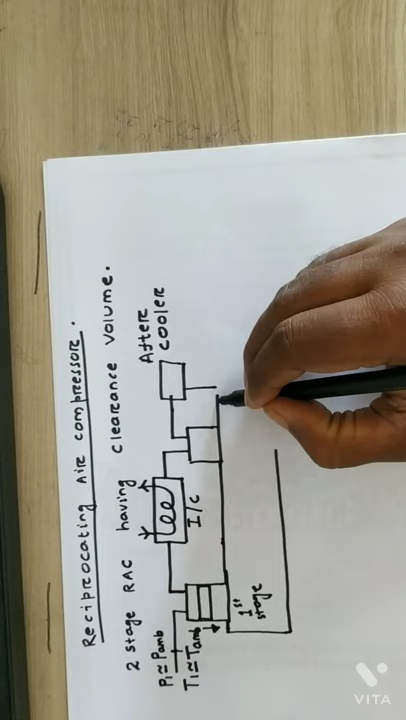 Reciprocating Air compressor.
2 stage RAC having clearance volume.
P1 ≃ Pamb
T1 ≃ Tamb
I/C
After
cooler
1st
stage
VITA